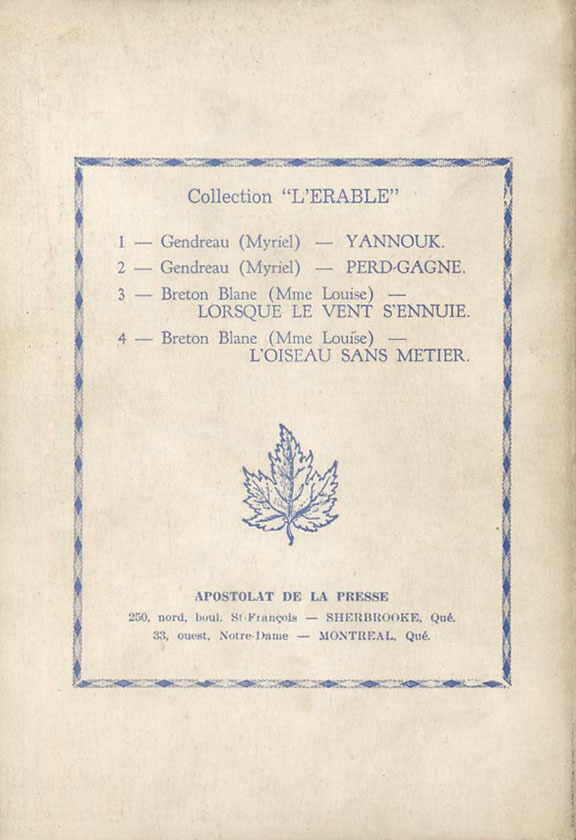 Collection "L'ERABLE"
1 — Gendreau (Myriel) — YANNOUK.
2 — Gendreau (Myriel) — PERD-GAGNE.
3 — Breton Blane (Mme Louise) —
LORSQUE LE VENT S'ENNUIE.
4 — Breton Blane (Mme Louise) —
L'OISEAU SANS METIER.
APOSTOLAT DE LA PRESSE
250, nord, boul. St-François — SHERBROOKE, Qué.
33, ouest, Notre-Dame — MONTREAL, Qué.